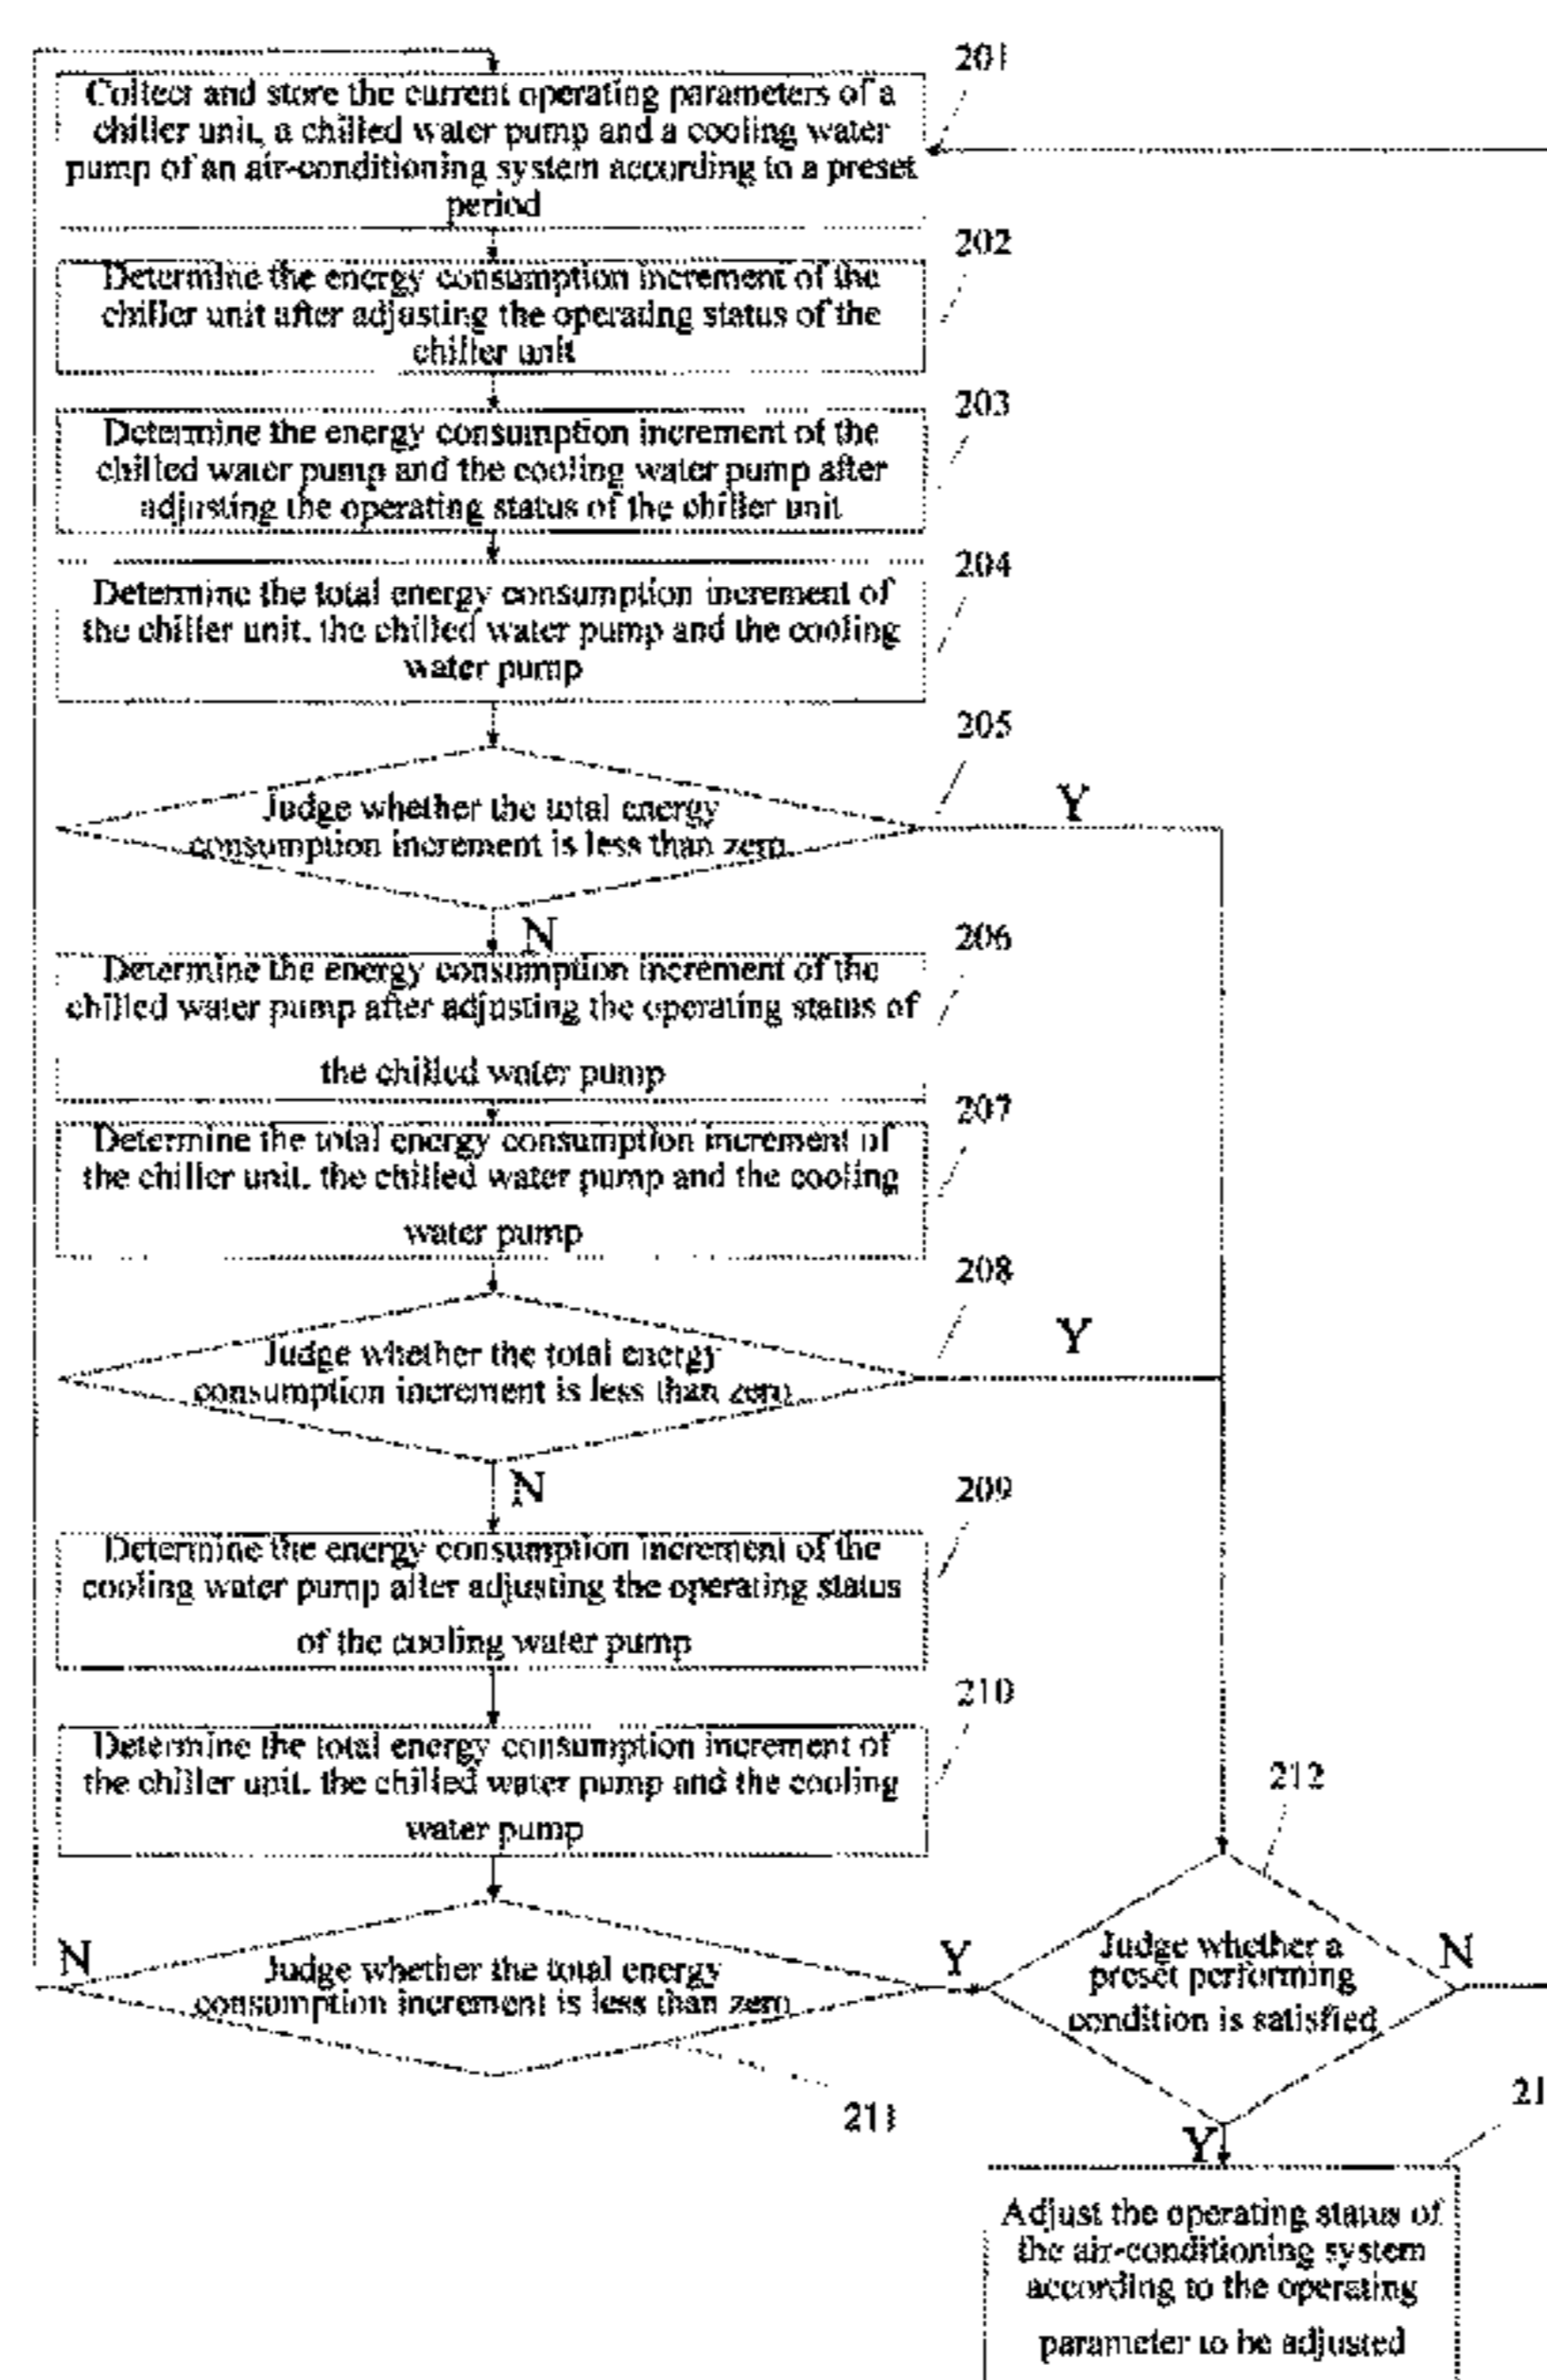 201
Collect and store the current operating parameters of a
chiller unit, a chilled water pump and a cooling water
pump of an air-conditioning system according to a preset
period
202
Determine the energy consumption increment of the
chiller unit after adjusting the operating status of the
chiller unit
203
Determine the energy consumption increment of the
chilled water pump and the cooling water pump after
adjusting the operating status of the chiller unit
204
Determine the total energy consumption increment of
the chiller unit, the chilled water pump and the cooling
water pump
205
Judge whether the total energy
consumption increment is less than zero
Y
N
206
Determine the energy consumption increment of the
chilled water pump after adjusting the operating status of
the chilled water pump
207
Determine the total energy consumption increment of
the chiller unit, the chilled water pump and the cooling
water pump
208
Judge whether the total energy
consumption increment is less than zero
Y
N
209
Determine the energy consumption increment of the
cooling water pump after adjusting the operating status
of the cooling water pump
210
Determine the total energy consumption increment of
the chiller unit, the chilled water pump and the cooling
water pump
N
Judge whether the total energy
consumption increment is less than zero
Y
211
212
Judge whether a
preset performing
condition is satisfied
N
Y
21
Adjust the operating status of
the air-conditioning system
according to the operating
parameter to be adjusted